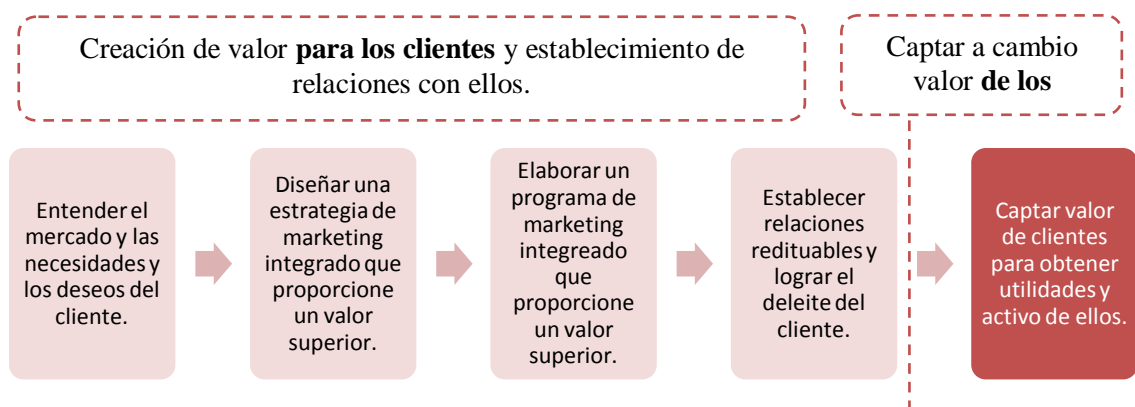 Creación de valor para los clientes y establecimiento de
relaciones con ellos.
Captar a cambio
valor de los
Entender el
mercado y las
necesidades y
los deseos del
cliente.
Diseñar una
estrategia de
marketing
integrado que
proporcione
un valor
superior.
Elaborar un
programa de
marketing
integreado
que
proporcione
un valor
superior.
Establecer
relaciones
redituables y
lograr el
deleite del
cliente.
Captar valor
de clientes
para obtener
utilidades y
activo de ellos.